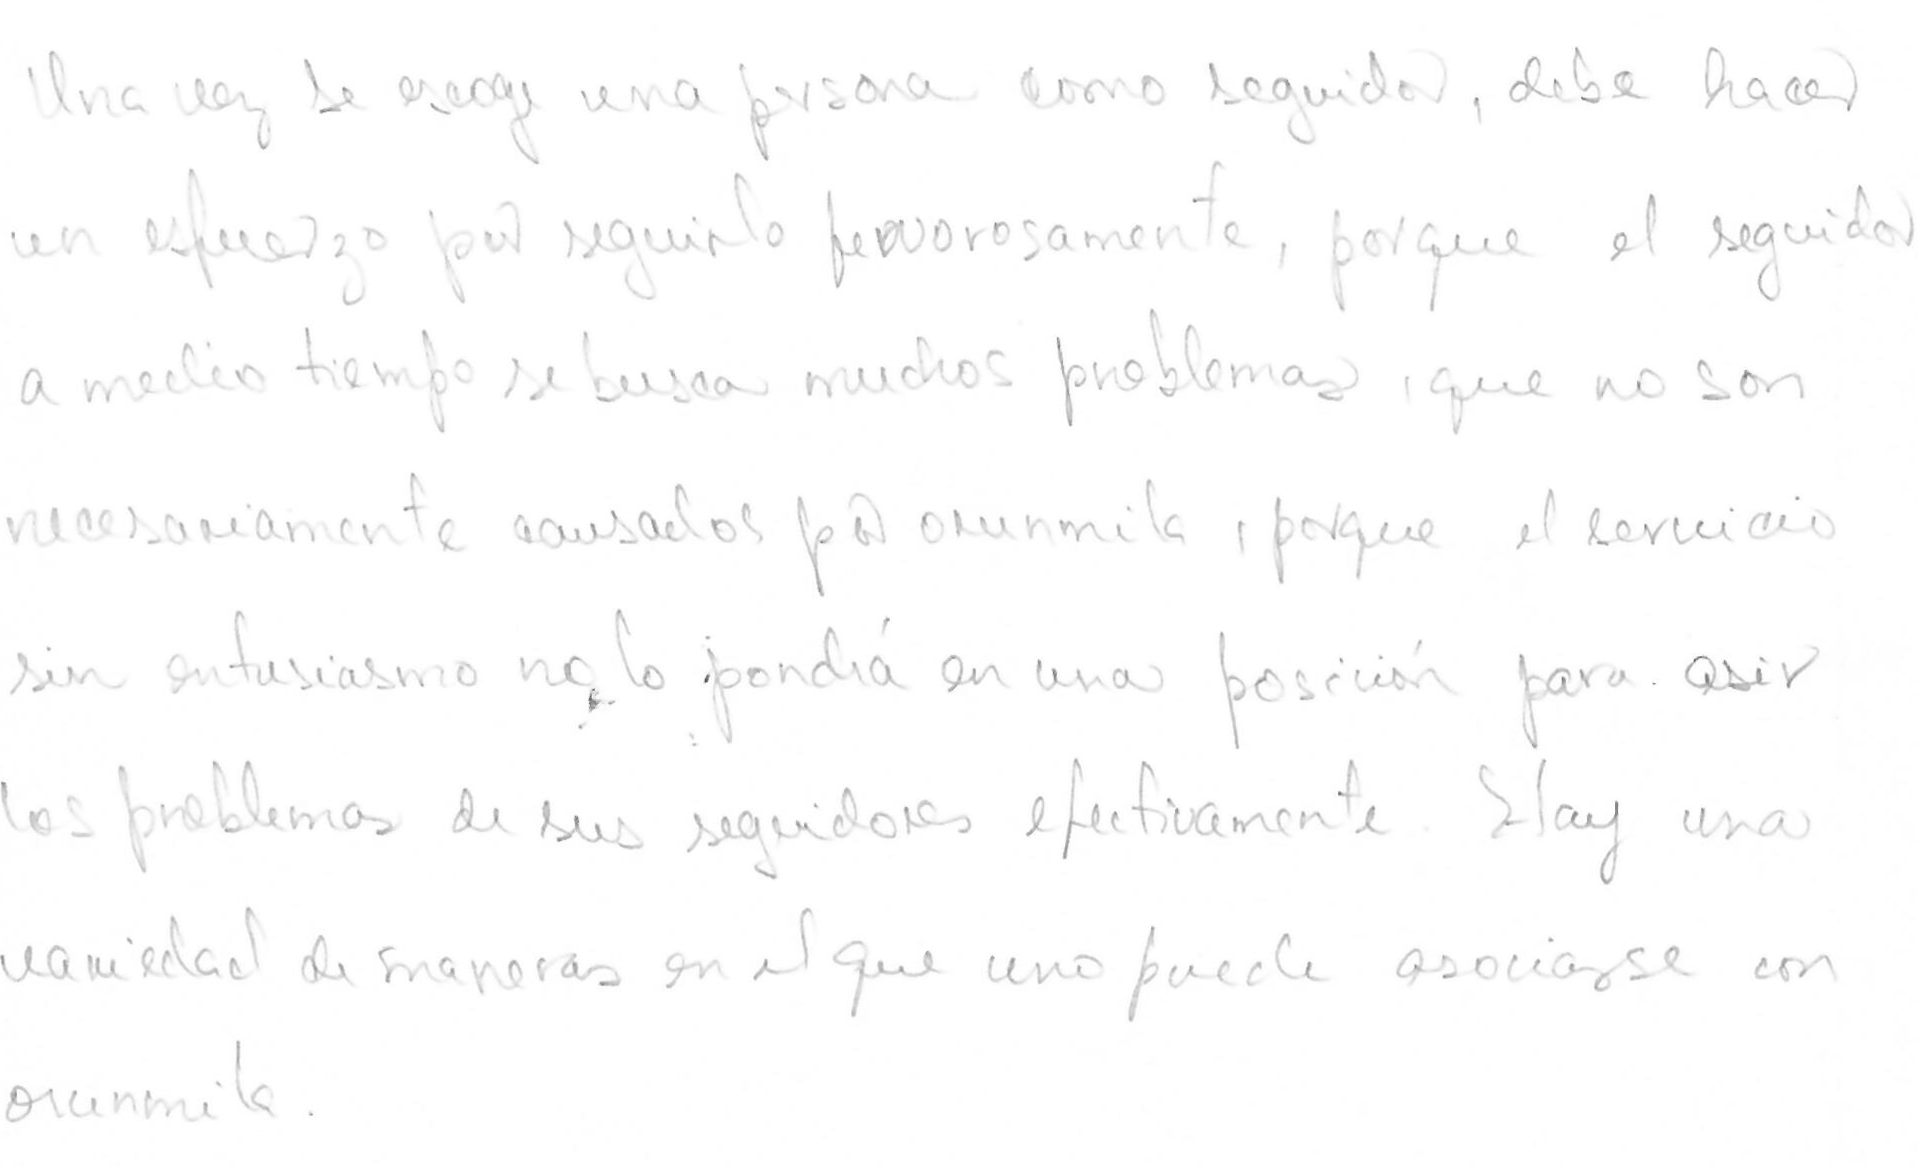 Una vez se escoge una persona como seguidor, debe hacer
un esfuerzo por seguirlo fervorosamente, porque el seguidor
a medio tiempo se busca muchos problemas, que no son
necesariamente causados por orunmila, porque el servicio
sin entusiasmo no lo pondrá en una posición para asir
los problemas de sus seguidores efectivamente. Hay una
variedad de maneras en el que uno puede asociarse con
orunmila.